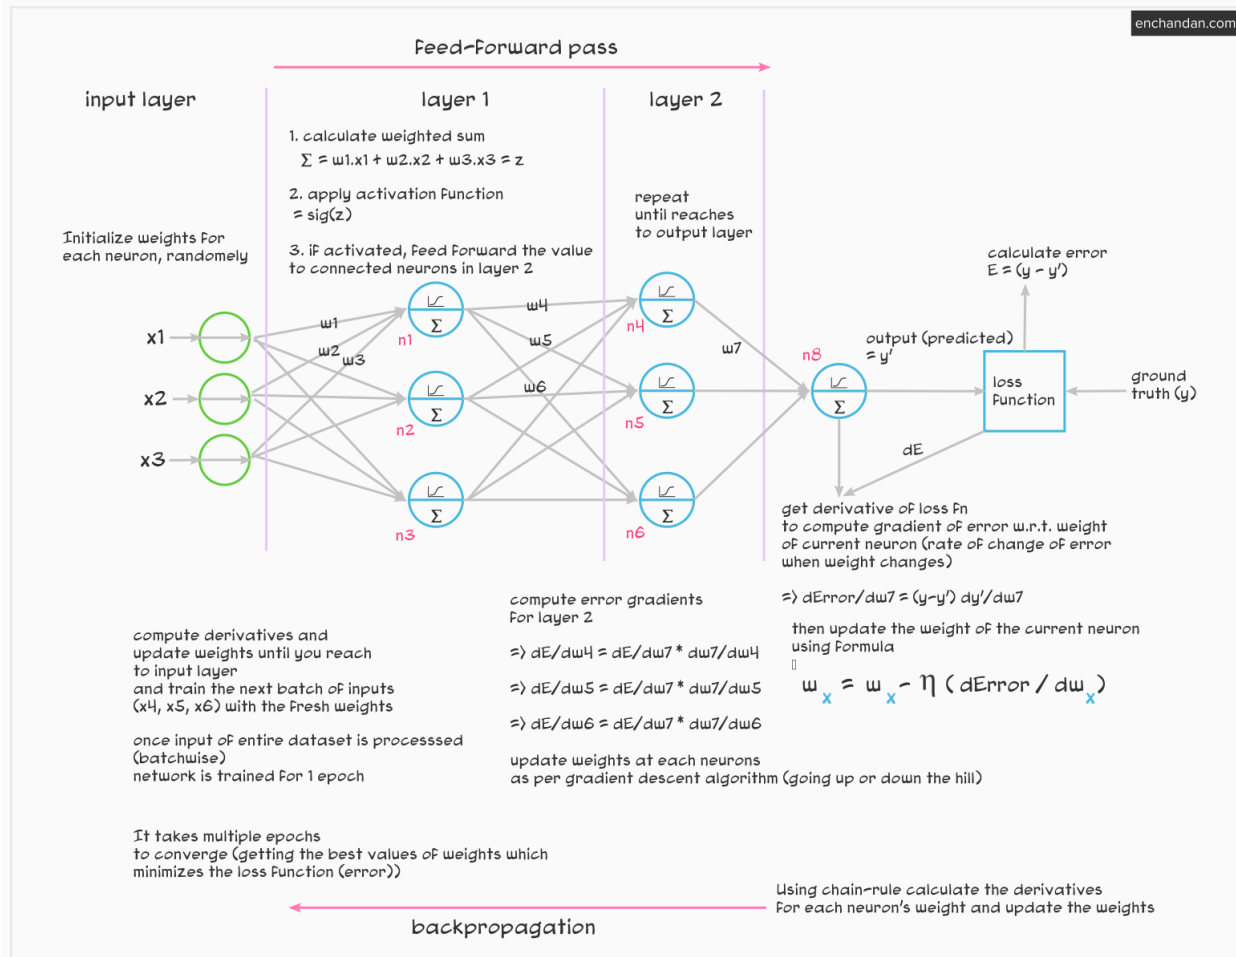 enchandan.com
feed-forward pass
input layer
layer 1
layer 2
1. calculate weighted sum
Σ = w1.x1 + w2.x2 + w3.x3 = z
2. apply activation function
= sig(z)
3. if activated, feed forward the value
to connected neurons in layer 2
repeat
until reaches
to output layer
Initialize weights for
each neuron, randomely
calculate error
E = (y - y')
x1
x2
x3
w1
w2
w3
n1
Σ
n2
Σ
n3
Σ
w4
w5
w6
n4
Σ
n5
Σ
n6
Σ
w7
n8
Σ
output (predicted)
= y'
loss
function
ground
truth (y)
dE
get derivative of loss fn
to compute gradient of error w.r.t. weight
of current neuron (rate of change of error
when weight changes)
=> dError/dw7 = (y-y') dy'/dw7
then update the weight of the current neuron
using formula
w x = w x - η ( dError / dw x )
compute error gradients
for layer 2
=> dE/dw4 = dE/dw7 * dw7/dw4
=> dE/dw5 = dE/dw7 * dw7/dw5
=> dE/dw6 = dE/dw7 * dw7/dw6
update weights at each neurons
as per gradient descent algorithm (going up or down the hill)
compute derivatives and
update weights until you reach
to input layer
and train the next batch of inputs
(x4, x5, x6) with the fresh weights
once input of entire dataset is processsed
(batchwise)
network is trained for 1 epoch
It takes multiple epochs
to converge (getting the best values of weights which
minimizes the loss function (error))
Using chain-rule calculate the derivatives
for each neuron's weight and update the weights
backpropagation